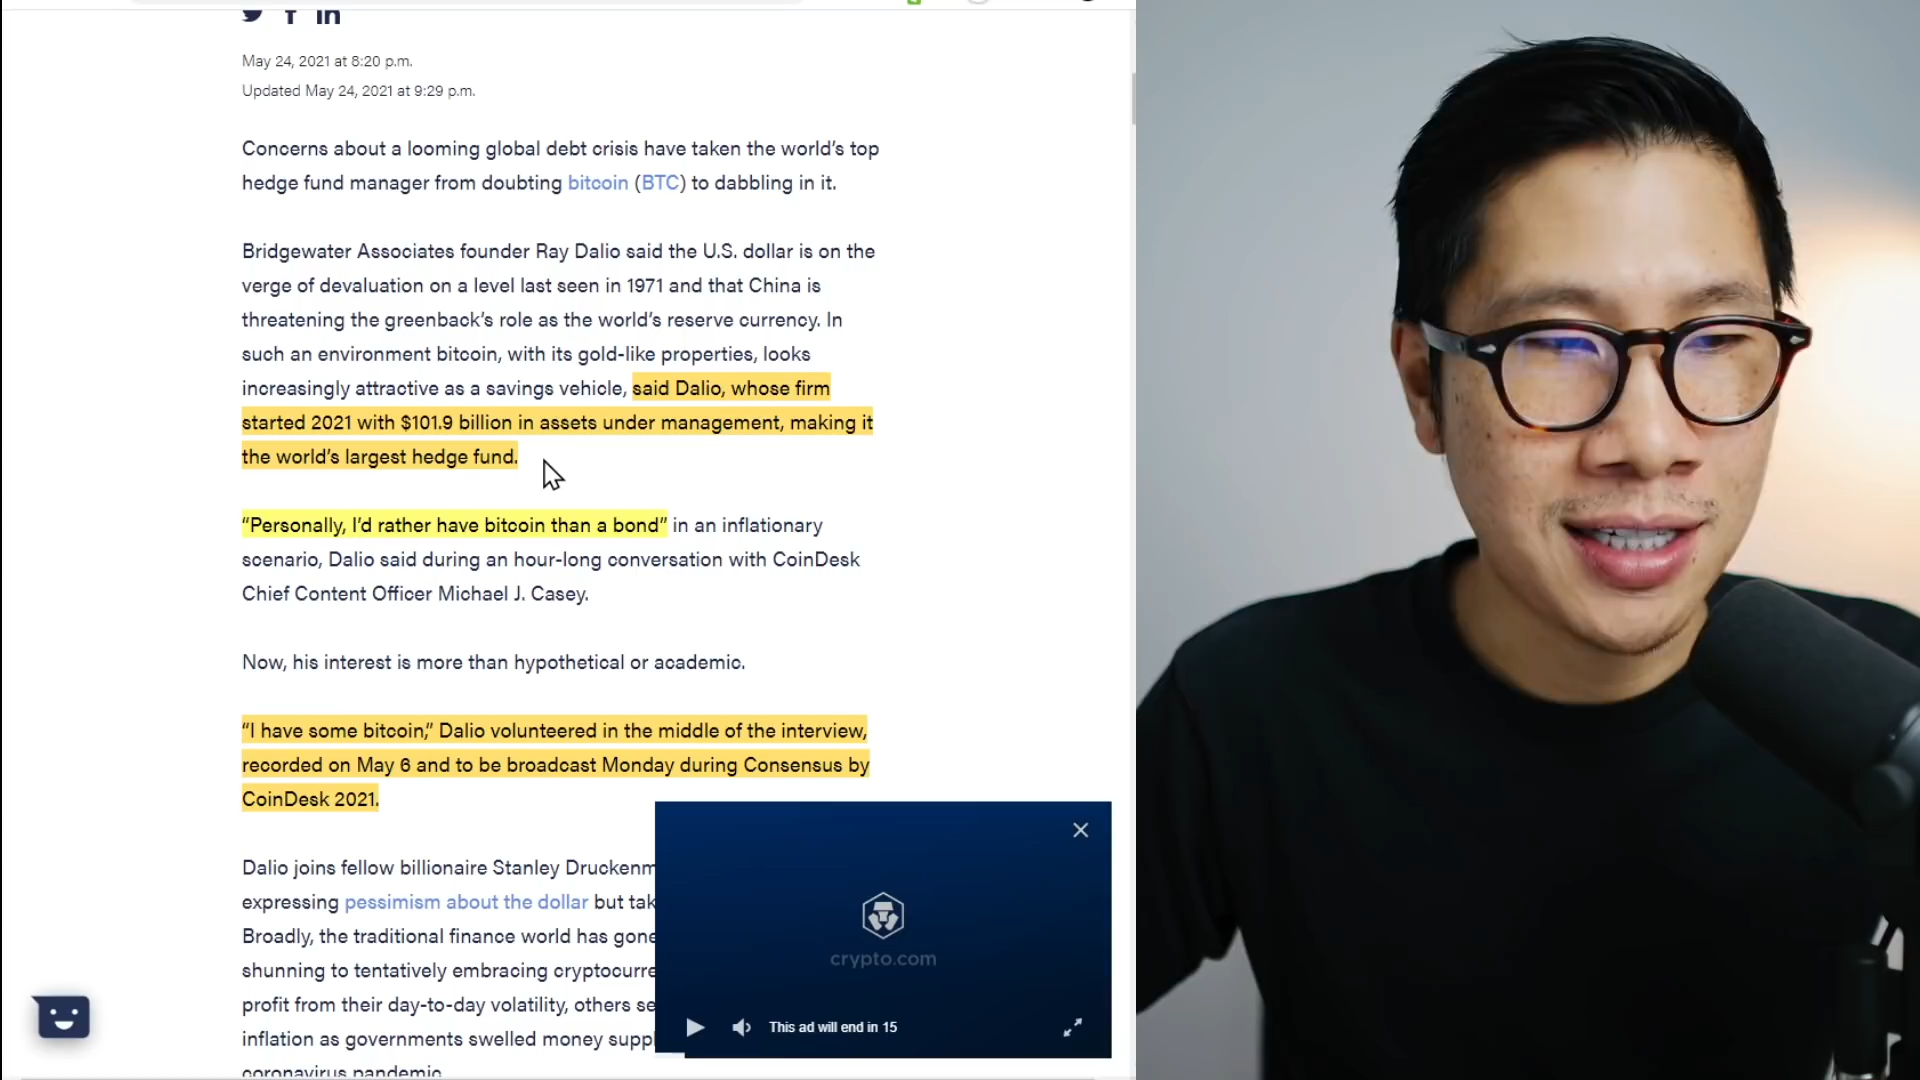 May 24, 2021 at 8:20 p.m.
Updated May 24, 2021 at 9:29 p.m.
Concerns about a looming global debt crisis have taken the world's top
hedge fund manager from doubting bitcoin (BTC) to dabbling in it.
Bridgewater Associates founder Ray Dalio said the U.S. dollar is on the
verge of devaluation on a level last seen in 1971 and that China is
threatening the greenback's role as the world's reserve currency. In
such an environment bitcoin, with its gold-like properties, looks
increasingly attractive as a savings vehicle, said Dalio, whose firm
started 2021 with $101.9 billion in assets under management, making it
the world's largest hedge fund.
“Personally, I'd rather have bitcoin than a bond” in an inflationary
scenario, Dalio said during an hour-long conversation with CoinDesk
Chief Content Officer Michael J. Casey.
Now, his interest is more than hypothetical or academic.
“I have some bitcoin,” Dalio volunteered in the middle of the interview,
recorded on May 6 and to be broadcast Monday during Consensus by
CoinDesk 2021.
Dalio joins fellow billionaire Stanley Druckenm
expressing pessimism about the dollar but tak
Broadly, the traditional finance world has gone
shunning to tentatively embracing cryptocurre
profit from their day-to-day volatility, others se
inflation as governments swelled money suppl
coronavirus pandemic.
crypto.com
This ad will end in 15